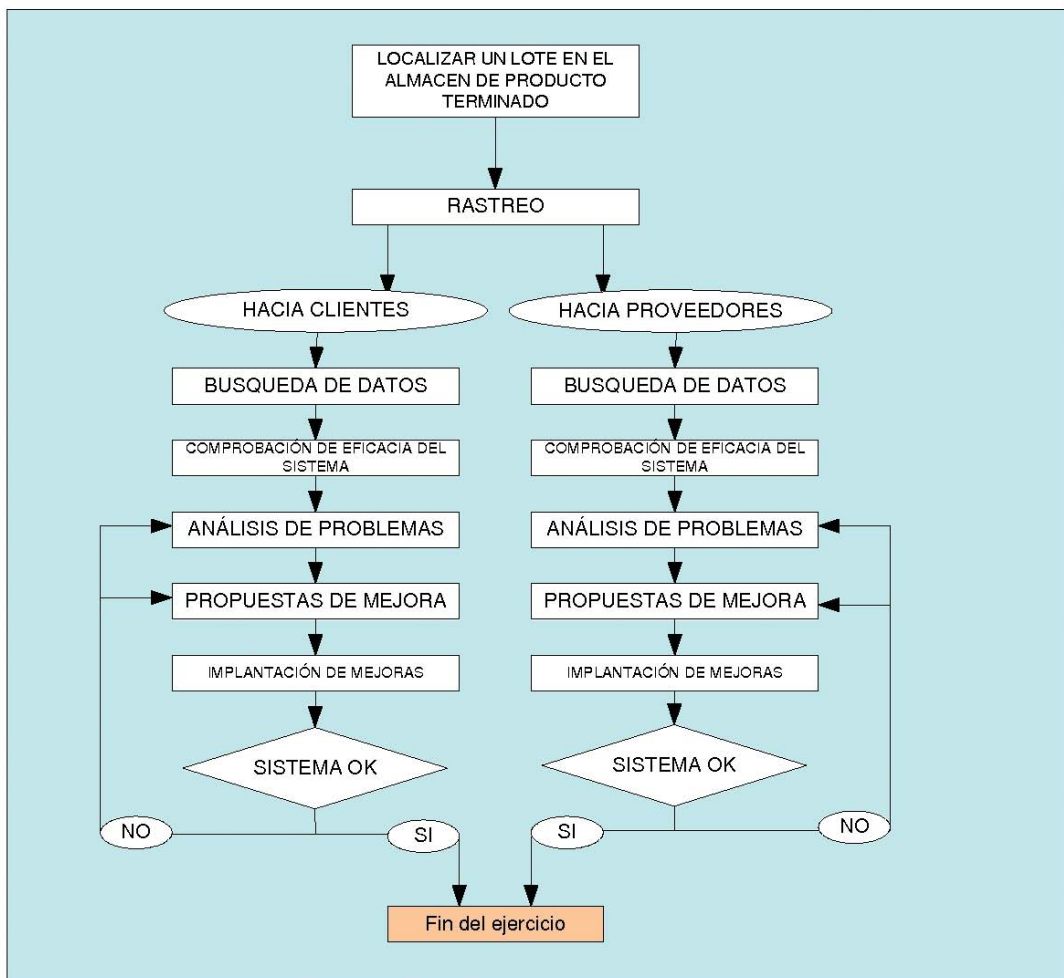 LOCALIZAR UN LOTE EN EL
ALMACEN DE PRODUCTO
TERMINADO
RASTREO
HACIA CLIENTES
BUSQUEDA DE DATOS
COMPROBACIÓN DE EFICACIA DEL
SISTEMA
ANÁLISIS DE PROBLEMAS
PROPUESTAS DE MEJORA
IMPLANTACIÓN DE MEJORAS
SISTEMA OK
NO
SI
HACIA PROVEEDORES
BUSQUEDA DE DATOS
COMPROBACIÓN DE EFICACIA DEL
SISTEMA
ANÁLISIS DE PROBLEMAS
PROPUESTAS DE MEJORA
IMPLANTACIÓN DE MEJORAS
SISTEMA OK
SI
NO
Fin del ejercicio